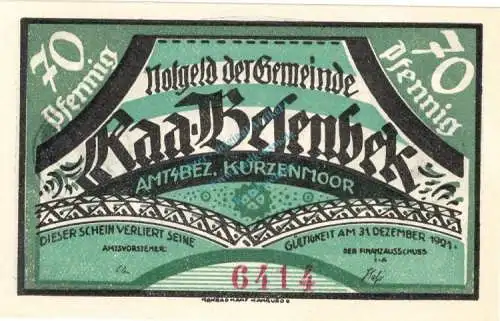 70 Pfennig
70 Pfennig
Notgeld der Gemeinde
Raa-Besenbek
AMTSBEZ. KURZENMOOR
DIESER SCHEIN VERLIERT SEINE GÜLTIGKEIT AM 31. DEZEMBER 1921.
AMTSVORSTEHER: DER FINANZAUSSCHUSS
I.A
6414